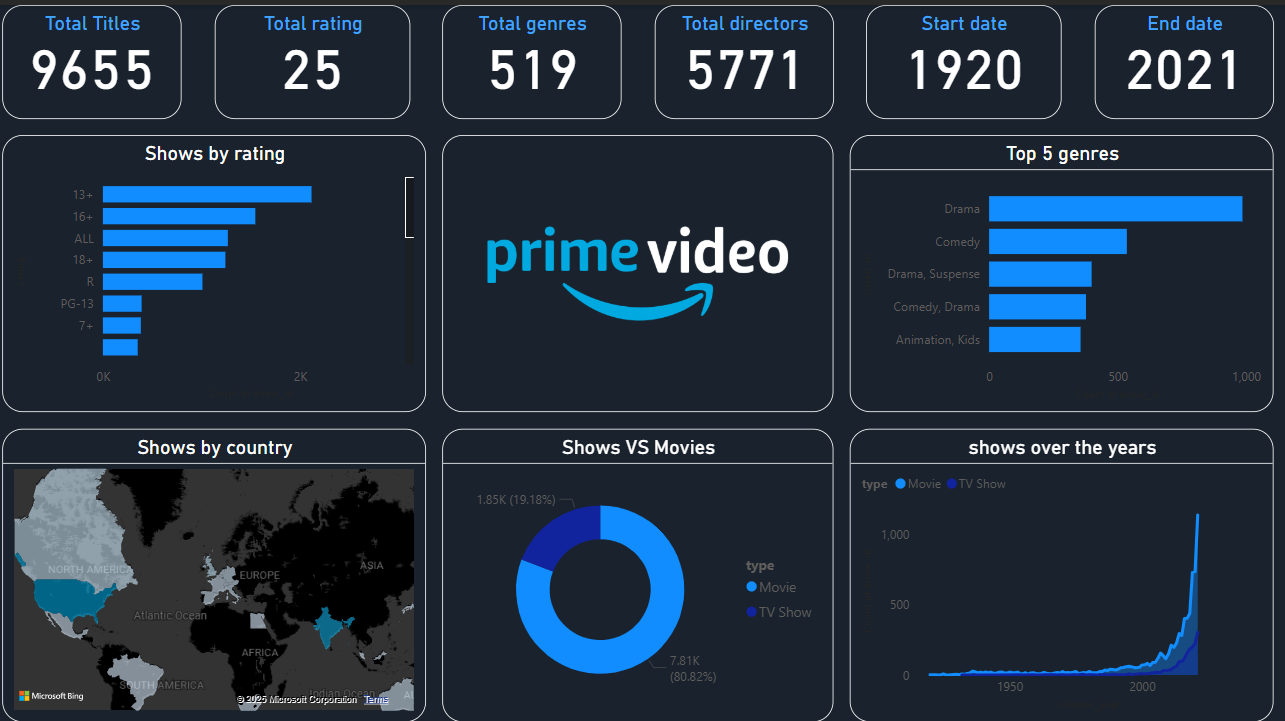 Total Titles
9655
Total rating
25
Total genres
519
Total directors
5771
Start date
1920
End date
2021
Shows by rating
13+
16+
ALL
18+
R
PG-13
7+
0K
2K
prime video
Top 5 genres
Drama
Comedy
Drama, Suspense
Comedy, Drama
Animation, Kids
0
500
1,000
Shows by country
NORTH AMERICA
EUROPE
ASIA
Atlantic Ocean
AFRICA
SOUTH AMERICA
Indian Ocean
Microsoft Bing
© 2025 Microsoft Corporation Terms
Shows VS Movies
1.85K (19.18%)
7.81K
(80.82%)
type
Movie
TV Show
shows over the years
type Movie TV Show
1,000
500
0
1950
2000